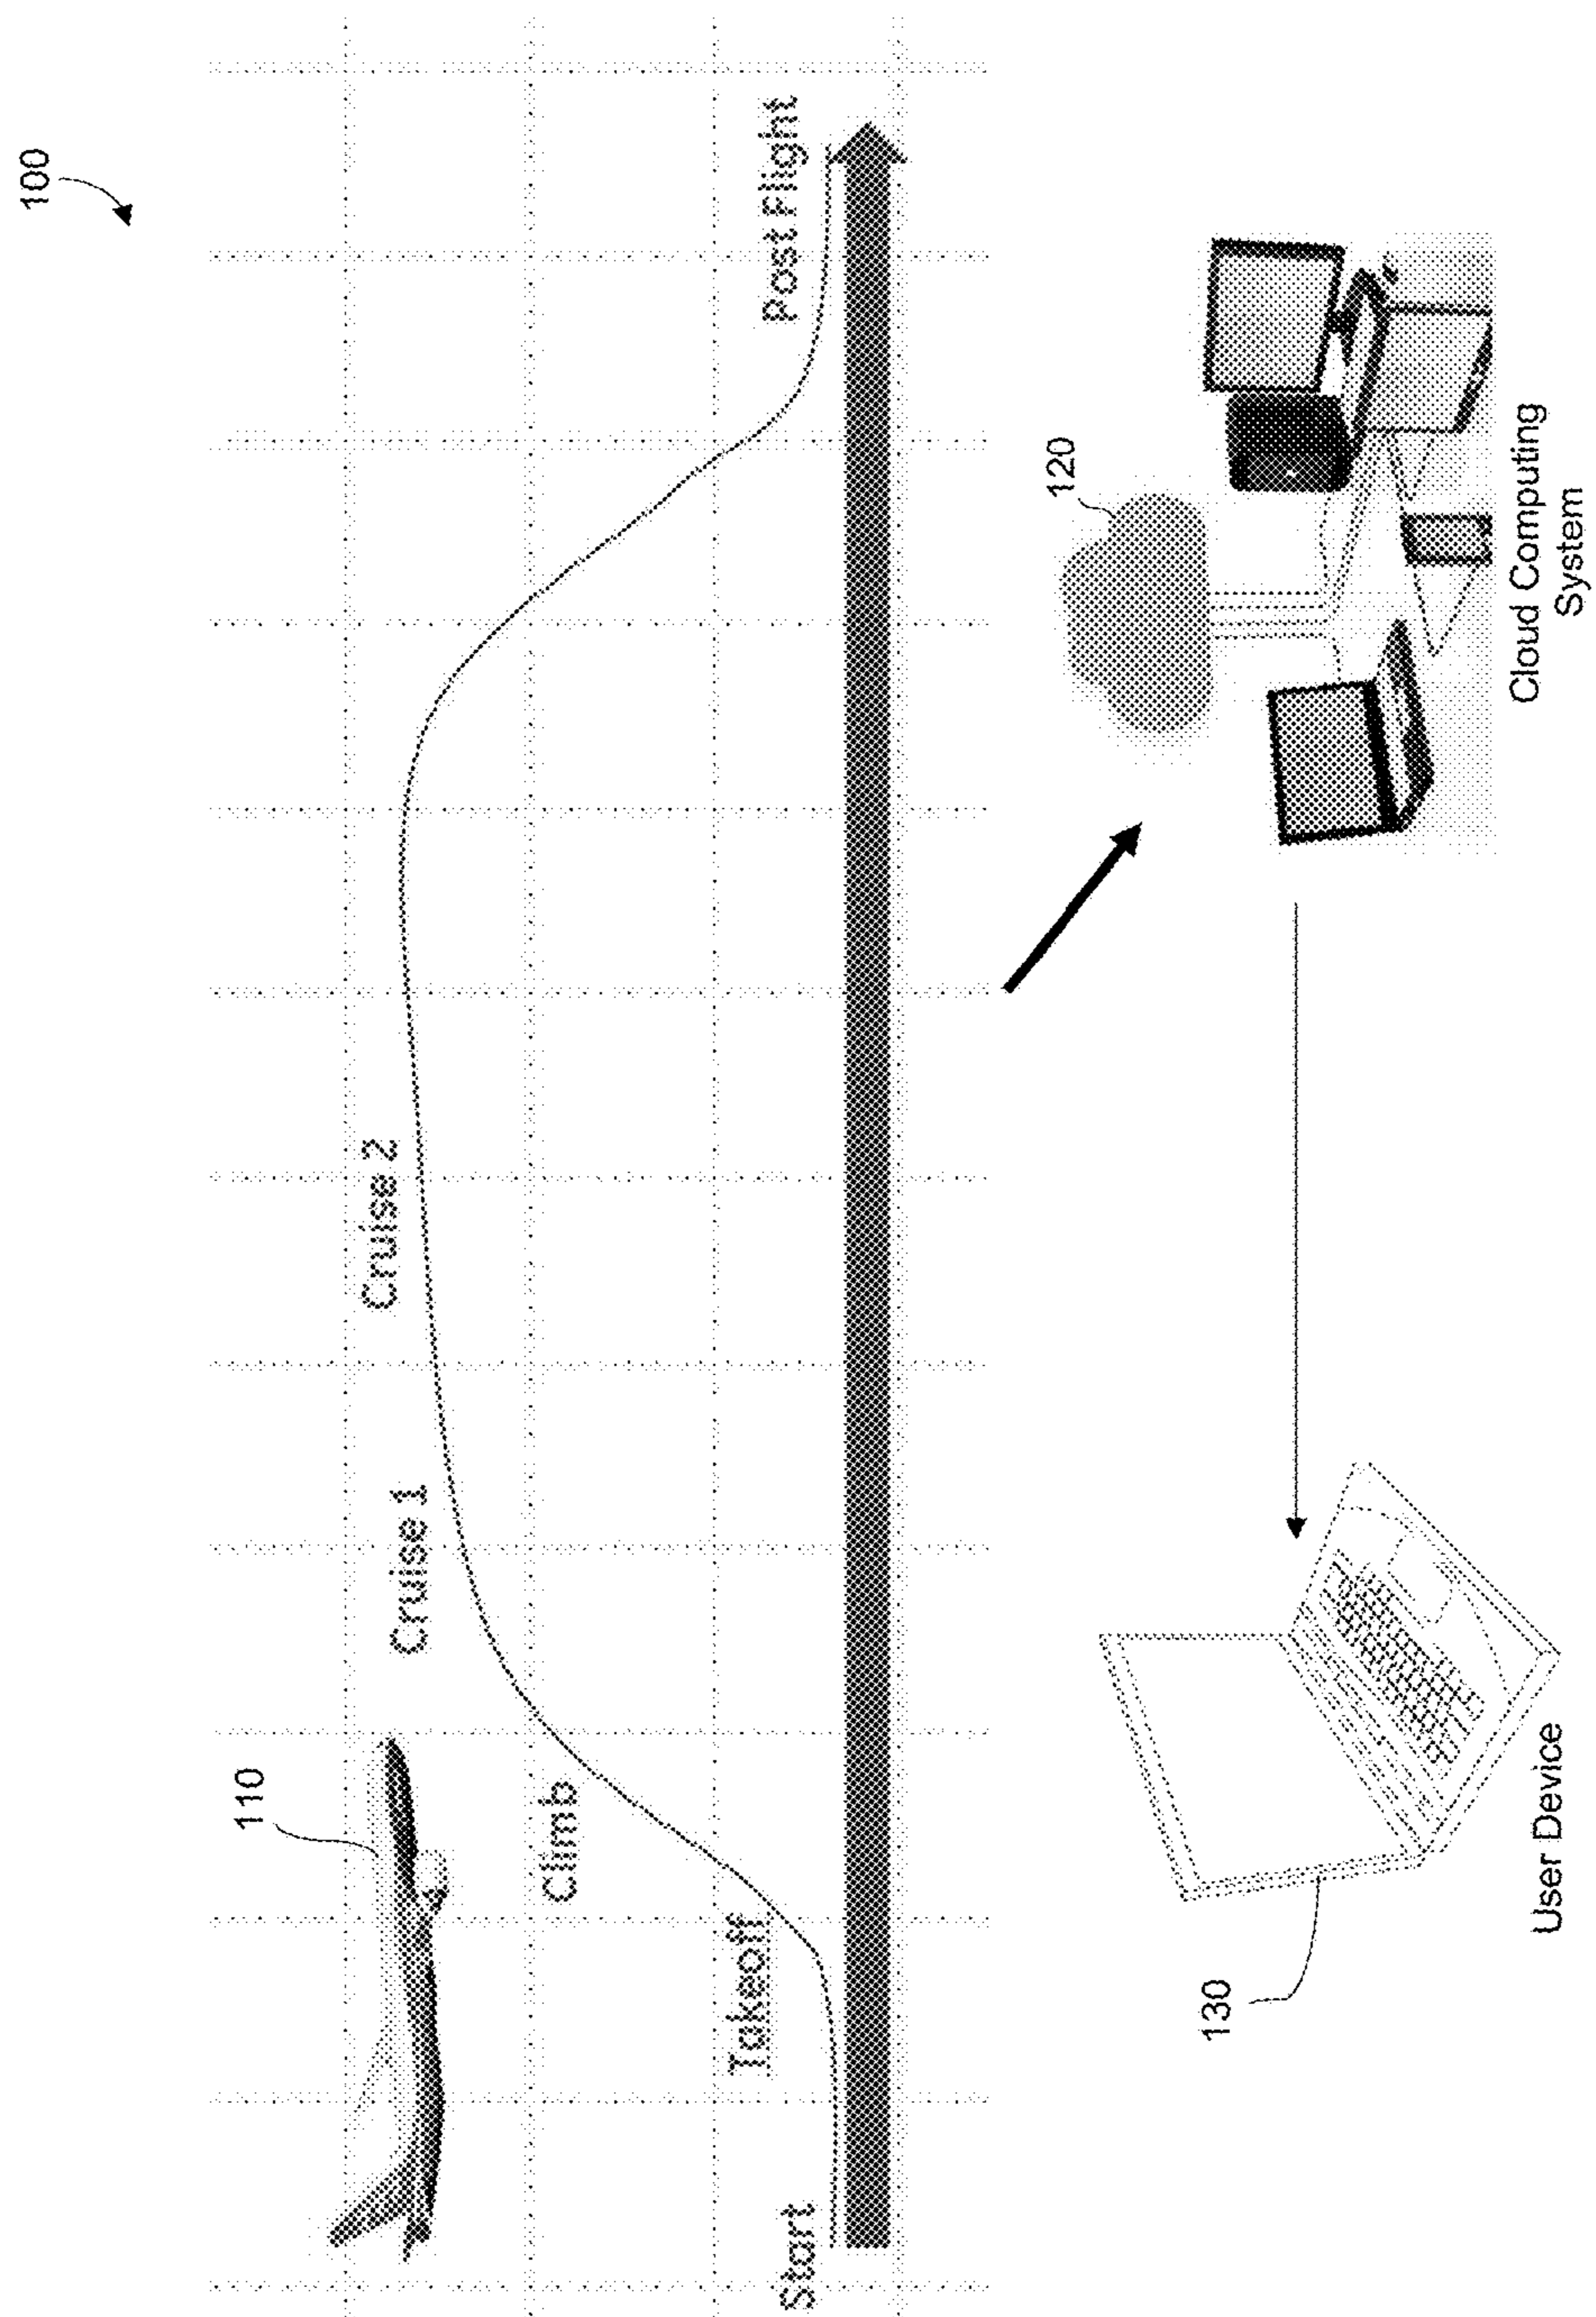 100
110
Cruise 1
Cruise 2
Climb
Takeoff
Start
Post Flight
120
130
User Device
Cloud Computing
System